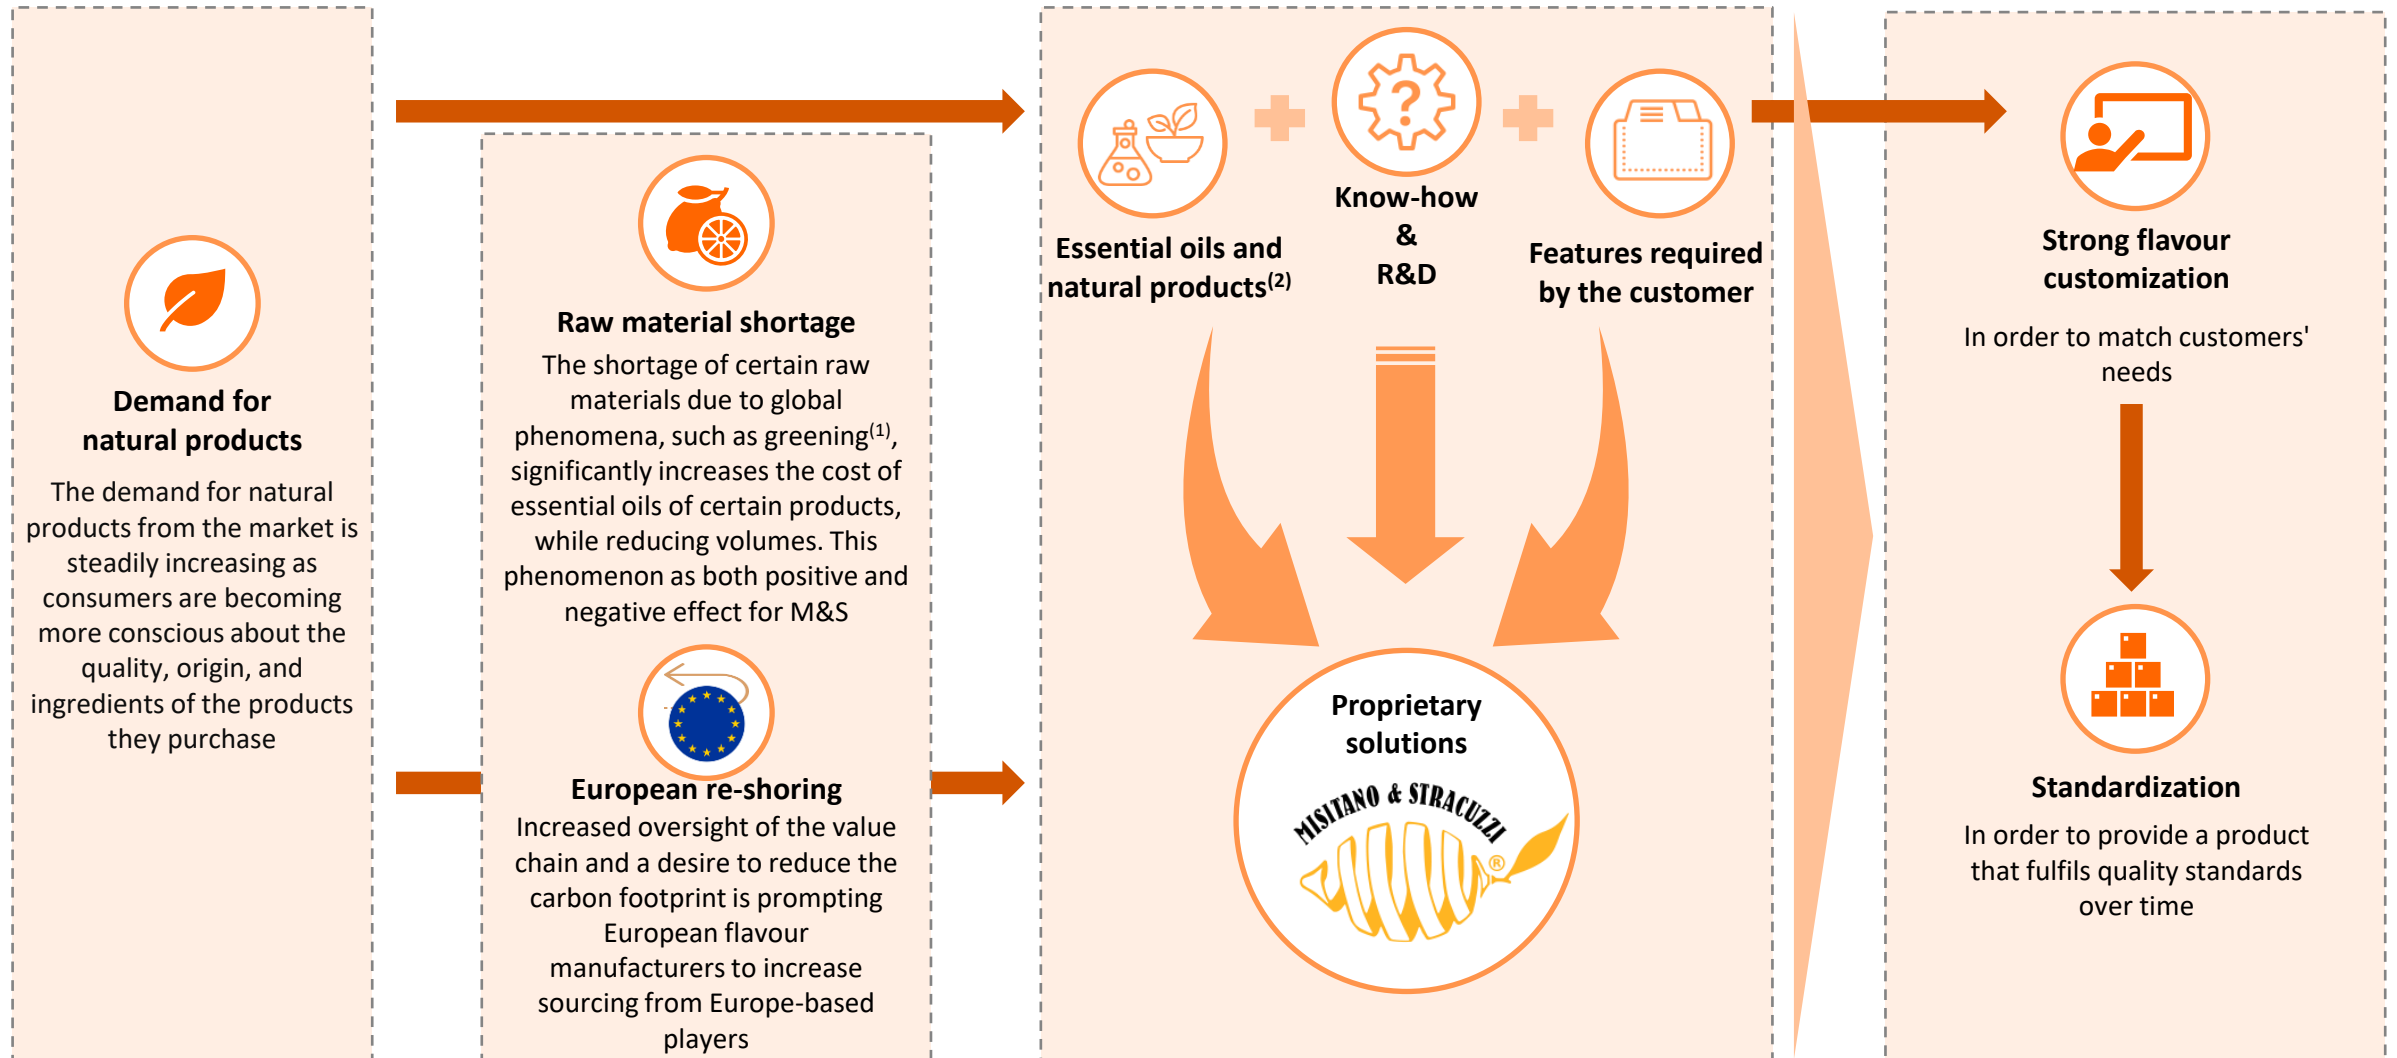 Demand for
natural products
The demand for natural
products from the market is
steadily increasing as
consumers are becoming
more conscious about the
quality, origin, and
ingredients of the products
they purchase
Raw material shortage
The shortage of certain raw
materials due to global
phenomena, such as greening(1),
significantly increases the cost of
essential oils of certain products,
while reducing volumes. This
phenomenon as both positive and
negative effect for M&S
European re-shoring
Increased oversight of the value
chain and a desire to reduce the
carbon footprint is prompting
European flavour
manufacturers to increase
sourcing from Europe-based
players
Essential oils and
natural products(2)
?
Know-how
&
R&D
Features required
by the customer
Proprietary
solutions
MISITANO & STRACUZZI
®
Strong flavour
customization
In order to match customers'
needs
Standardization
In order to provide a product
that fulfils quality standards
over time